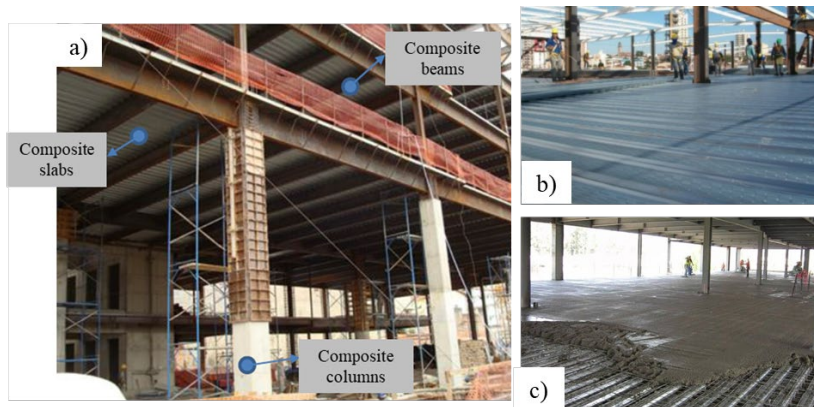 a)
Composite
beams
Composite
slabs
Composite
columns
b)
c)